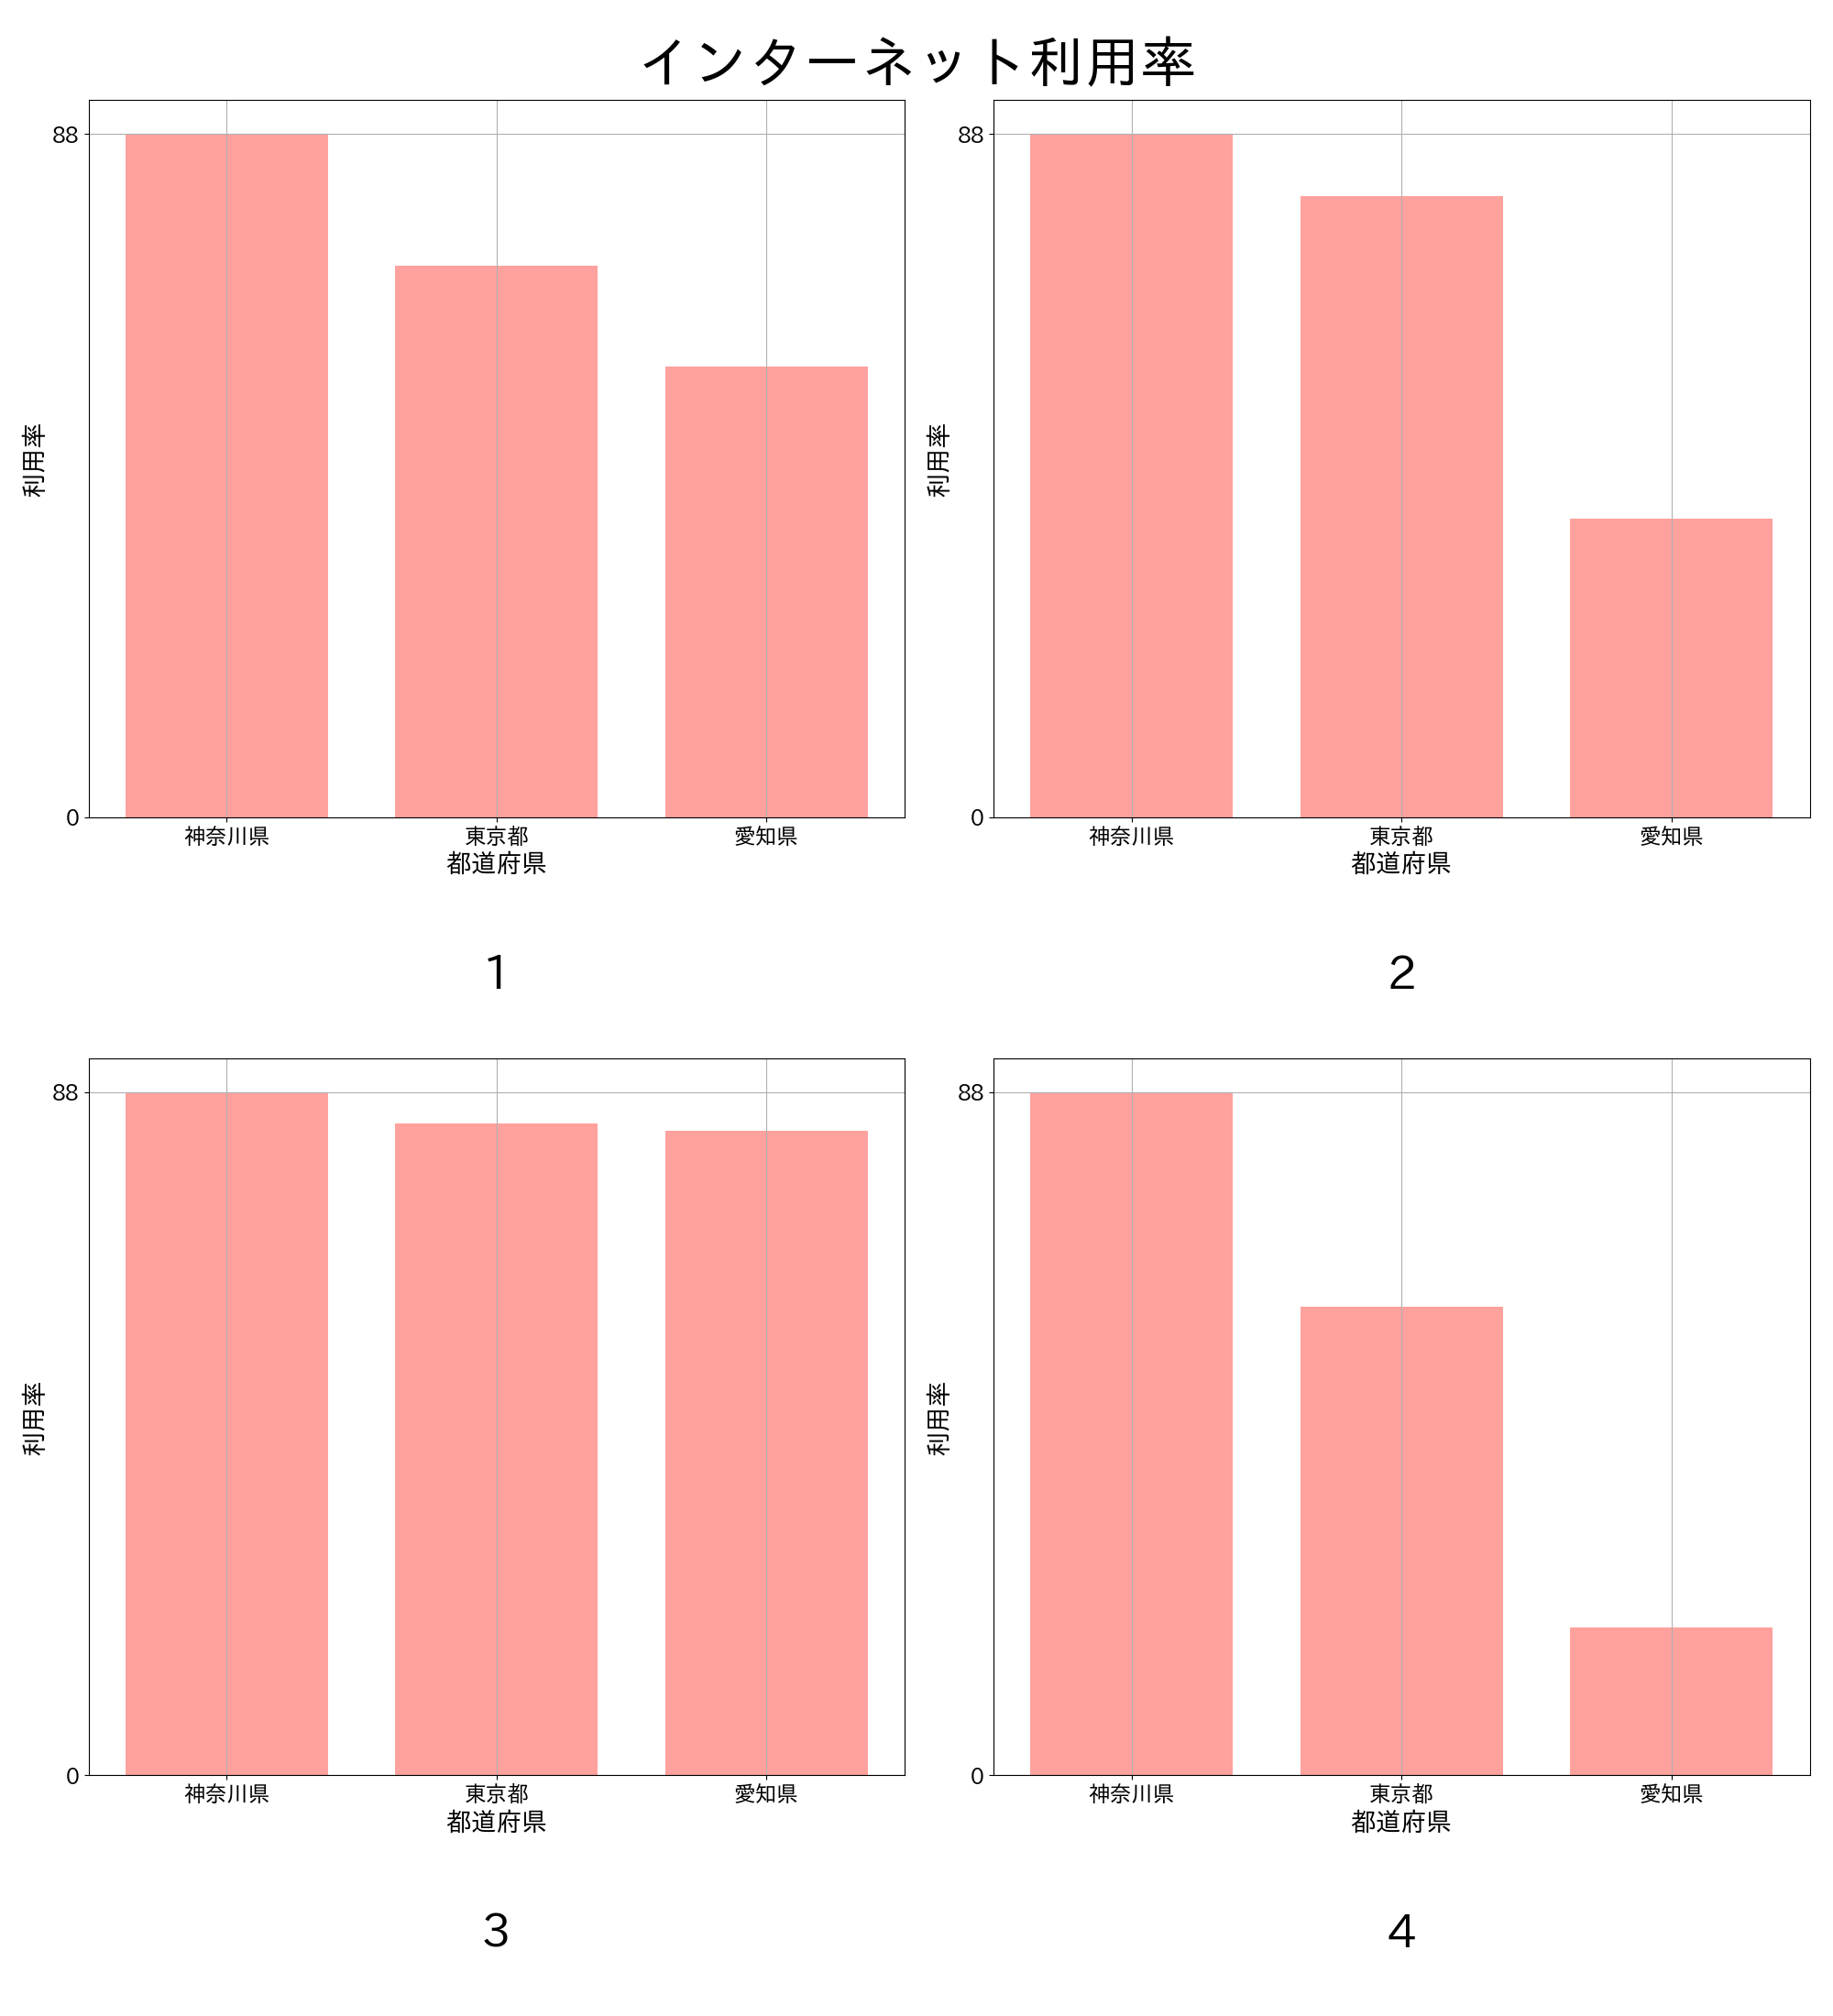 インターネット利用率
88
0
利用率
神奈川県 東京都 愛知県
都道府県
1
88
0
利用率
神奈川県 東京都 愛知県
都道府県
2
88
0
利用率
神奈川県 東京都 愛知県
都道府県
3
88
0
利用率
神奈川県 東京都 愛知県
都道府県
4